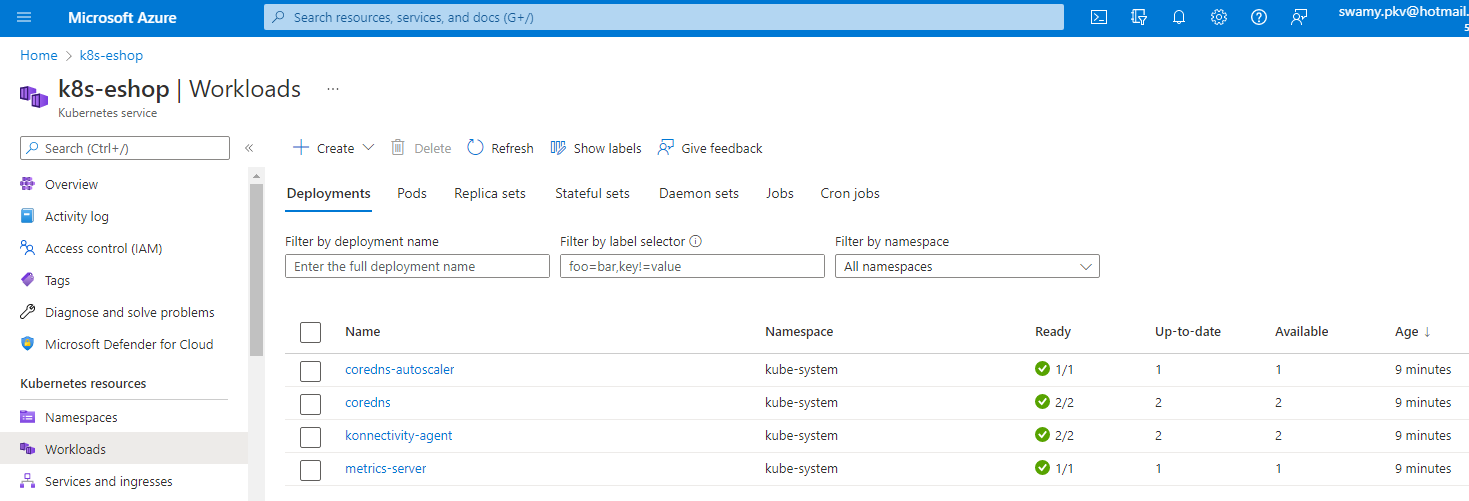 Microsoft Azure
Search resources, services, and docs (G+/)
swamy.pkv@hotmail.
Home > k8s-eshop
k8s-eshop | Workloads ...
Kubernetes service
Search (Ctrl+/)
«
Create
Delete
Refresh
Show labels
Give feedback
Overview
Activity log
Access control (IAM)
Tags
Diagnose and solve problems
Microsoft Defender for Cloud
Kubernetes resources
Namespaces
Workloads
Services and ingresses
Deployments Pods Replica sets Stateful sets Daemon sets Jobs Cron jobs
Filter by deployment name
Enter the full deployment name
Filter by label selector
foo=bar,key!=value
Filter by namespace
All namespaces
Name Namespace Ready Up-to-date Available Age ↓
coredns-autoscaler kube-system 1/1 1 1 9 minutes
coredns kube-system 2/2 2 2 9 minutes
konnectivity-agent kube-system 2/2 2 2 9 minutes
metrics-server kube-system 1/1 1 1 9 minutes